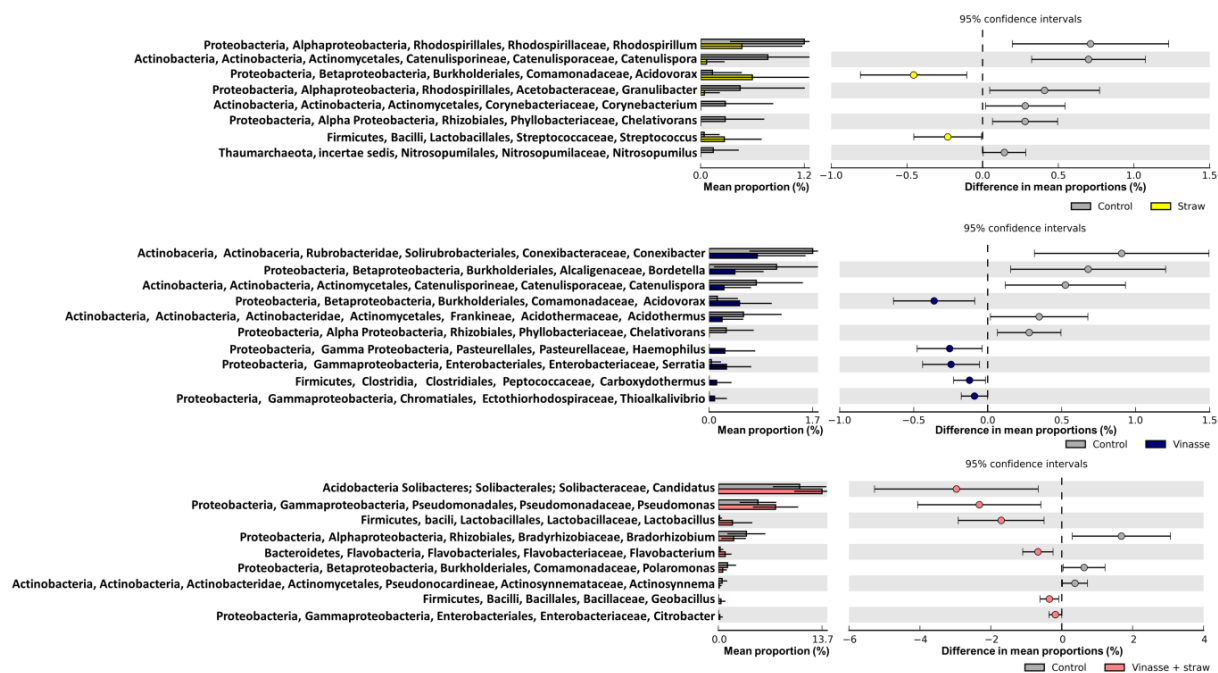 95% confidence intervals
Proteobacteria, Alphaproteobacteria, Rhodospirillales, Rhodospirillaceae, Rhodospirillum
Actinobacteria, Actinobacteria, Actinomycetales, Catenulisporineae, Catenulisporaceae, Catenulispora
Proteobacteria, Betaproteobacteria, Burkholderiales, Comamonadaceae, Acidovorax
Proteobacteria, Alphaproteobacteria, Rhodospirillales, Acetobacteraceae, Granulibacter
Actinobacteria, Actinobacteria, Actinomycetales, Corynebacteriaceae, Corynebacterium
Proteobacteria, Alpha Proteobacteria, Rhizobiales, Phyllobacteriaceae, Chelativorans
Firmicutes, Bacilli, Lactobacillales, Streptococcaceae, Streptococcus
Thaumarchaeota, incertae sedis, Nitrosopumilales, Nitrosopumilaceae, Nitrosopumilus
0.0 1.2 −1.0 −0.5 0.0 0.5 1.0 1.5
Mean proportion (%) Difference in mean proportions (%)
Control Straw
95% confidence intervals
Actinobaceria, Actinobaceria, Rubrobacteridae, Solirubrobacteriales, Conexibacteraceae, Conexibacter
Proteobacteria, Betaproteobacteria, Burkholderiales, Alcaligenaceae, Bordetella
Actinobacteria, Actinobacteria, Actinomycetales, Catenulisporineae, Catenulisporaceae, Catenulispora
Proteobacteria, Betaproteobacteria, Burkholderiales, Comamonadaceae, Acidovorax
Actinobacteria, Actinobacteria, Actinobacteridae, Actinomycetales, Frankineae, Acidothermaceae, Acidothermus
Proteobacteria, Alpha Proteobacteria, Rhizobiales, Phyllobacteriaceae, Chelativorans
Proteobacteria, Gamma Proteobacteria, Pasteurellales, Pasteurellaceae, Haemophilus
Proteobacteria, Gammaproteobacteria, Enterobacteriales, Enterobacteriaceae, Serratia
Firmicutes, Clostridia, Clostridiales, Peptococcaceae, Carboxydothermus
Proteobacteria, Gammaproteobacteria, Chromatiales, Ectothiorhodospiraceae, Thioalkalivibrio
0.0 1.7 −1.0 −0.5 0.0 0.5 1.0 1.5
Mean proportion (%) Difference in mean proportions (%)
Control Vinasse
95% confidence intervals
Acidobacteria Solibacteres; Solibacterales; Solibacteraceae, Candidatus
Proteobacteria, Gammaproteobacteria, Pseudomonadales, Pseudomonadaceae, Pseudomonas
Firmicutes, bacili, Lactobacillales, Lactobacillaceae, Lactobacillus
Proteobacteria, Alphaproteobacteria, Rhizobiales, Bradyrhizobiaceae, Bradorhizobium
Bacteroidetes, Flavobacteria, Flavobacteriales, Flavobacteriaceae, Flavobacterium
Proteobacteria, Betaproteobacteria, Burkholderiales, Comamonadaceae, Polaromonas
Actinobacteria, Actinobacteria, Actinobacteridae, Actinomycetales, Pseudonocardineae, Actinosynnemataceae, Actinosynnema
Firmicutes, Bacilli, Bacillales, Bacillaceae, Geobacillus
Proteobacteria, Gammaproteobacteria, Enterobacteriales, Enterobacteriaceae, Citrobacter
0.0 13.7 −6 −4 −2 0 2 4
Mean proportion (%) Difference in mean proportions (%)
Control Vinasse + straw